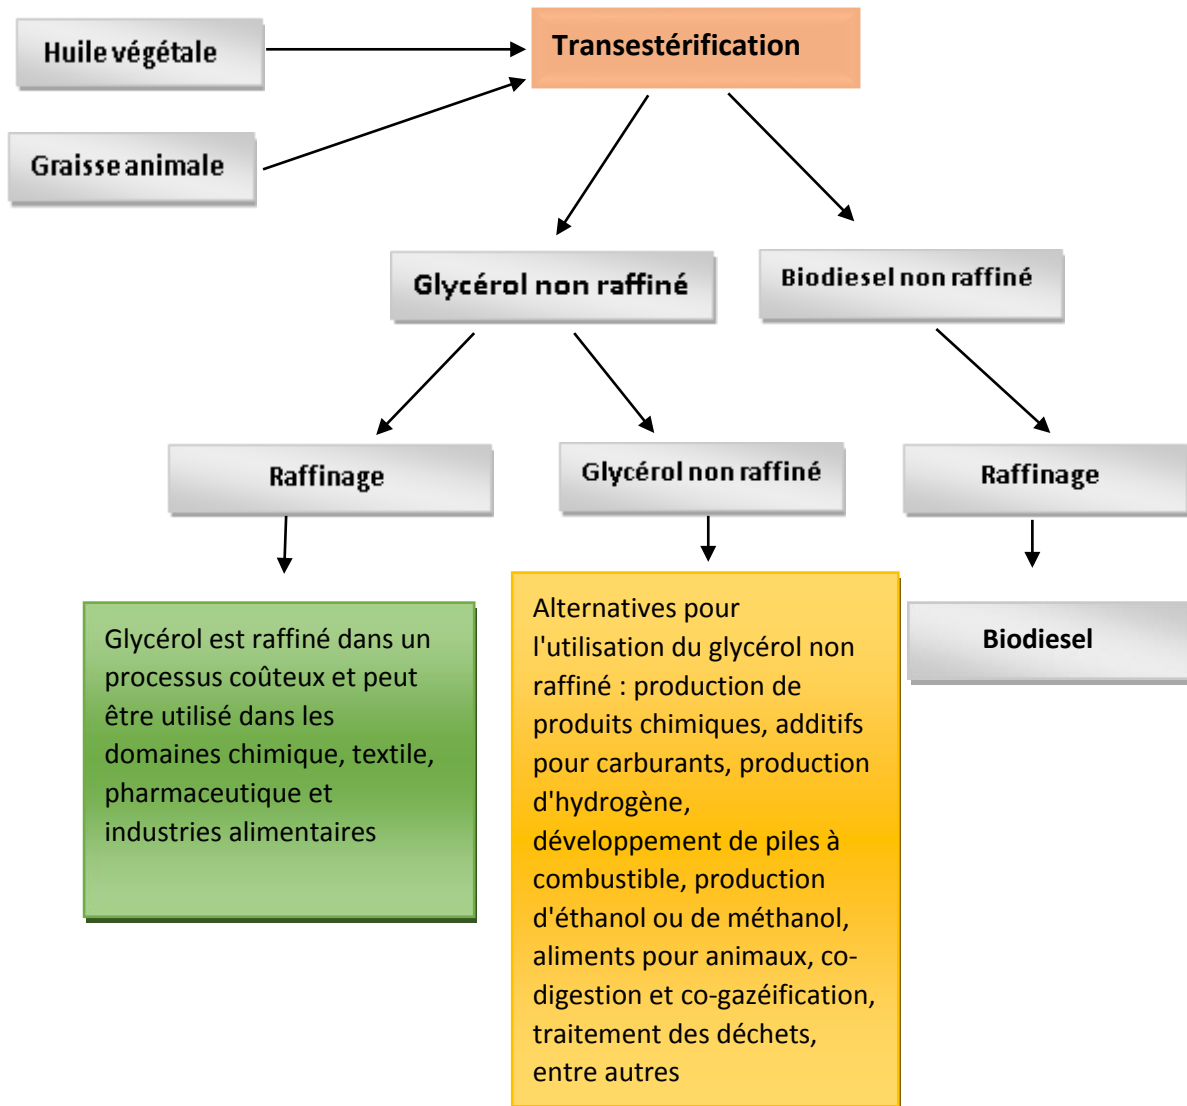 Huile végétale
Transestérification
Graisse animale
Glycérol non raffiné
Biodiesel non raffiné
Raffinage
Glycérol non raffiné
Raffinage
Glycérol est raffiné dans un
processus coûteux et peut
être utilisé dans les
domaines chimique, textile,
pharmaceutique et
industries alimentaires
Alternatives pour
l'utilisation du glycérol non
raffiné : production de
produits chimiques, additifs
pour carburants, production
d'hydrogène,
développement de piles à
combustible, production
d'éthanol ou de méthanol,
aliments pour animaux, co-
digestion et co-gazéification,
traitement des déchets,
entre autres
Biodiesel